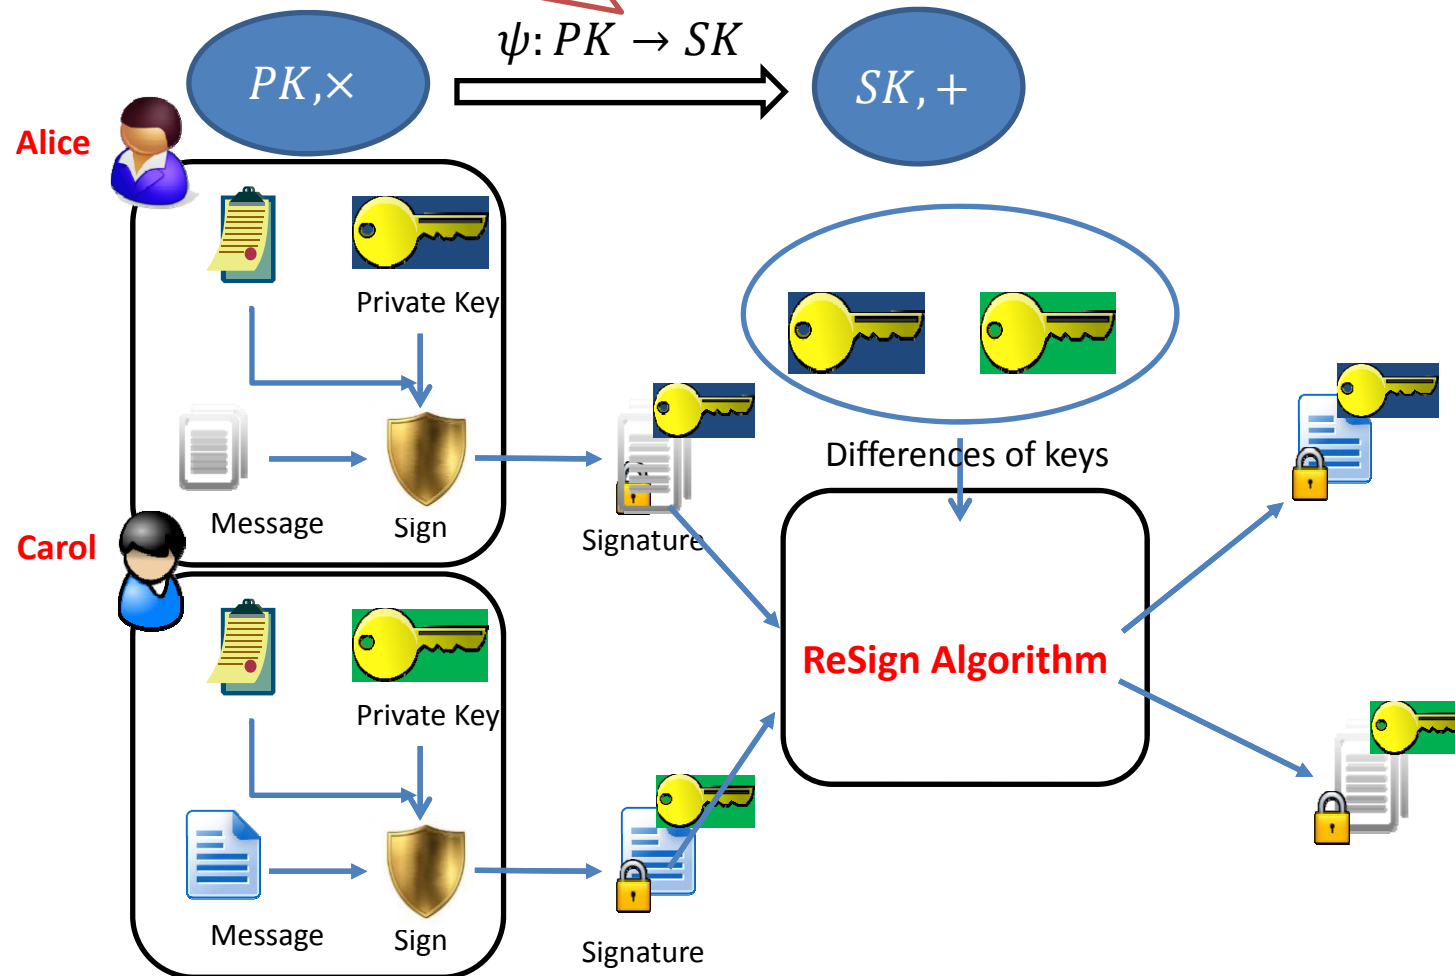 ψ: PK → SK
PK,×
SK, +
Alice
Private Key
Differences of keys
Message
Sign
Signature
Carol
ReSign Algorithm
Private Key
Message
Sign
Signature